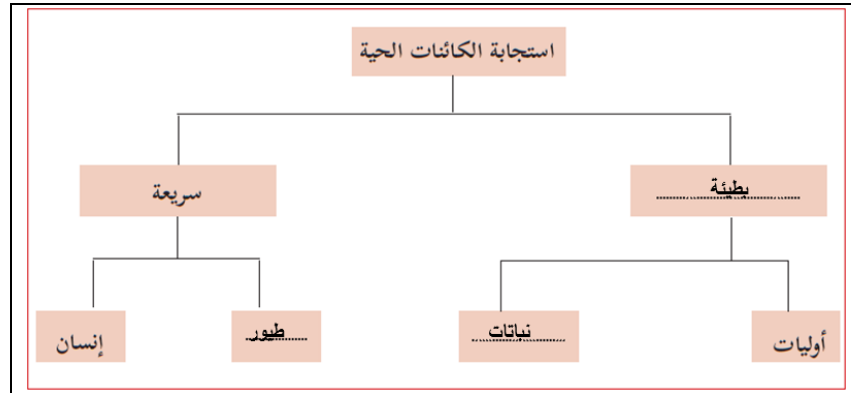 استجابة الكائنات الحية
بطيئة
سريعة
أوليات
نباتات
طيور
إنسان